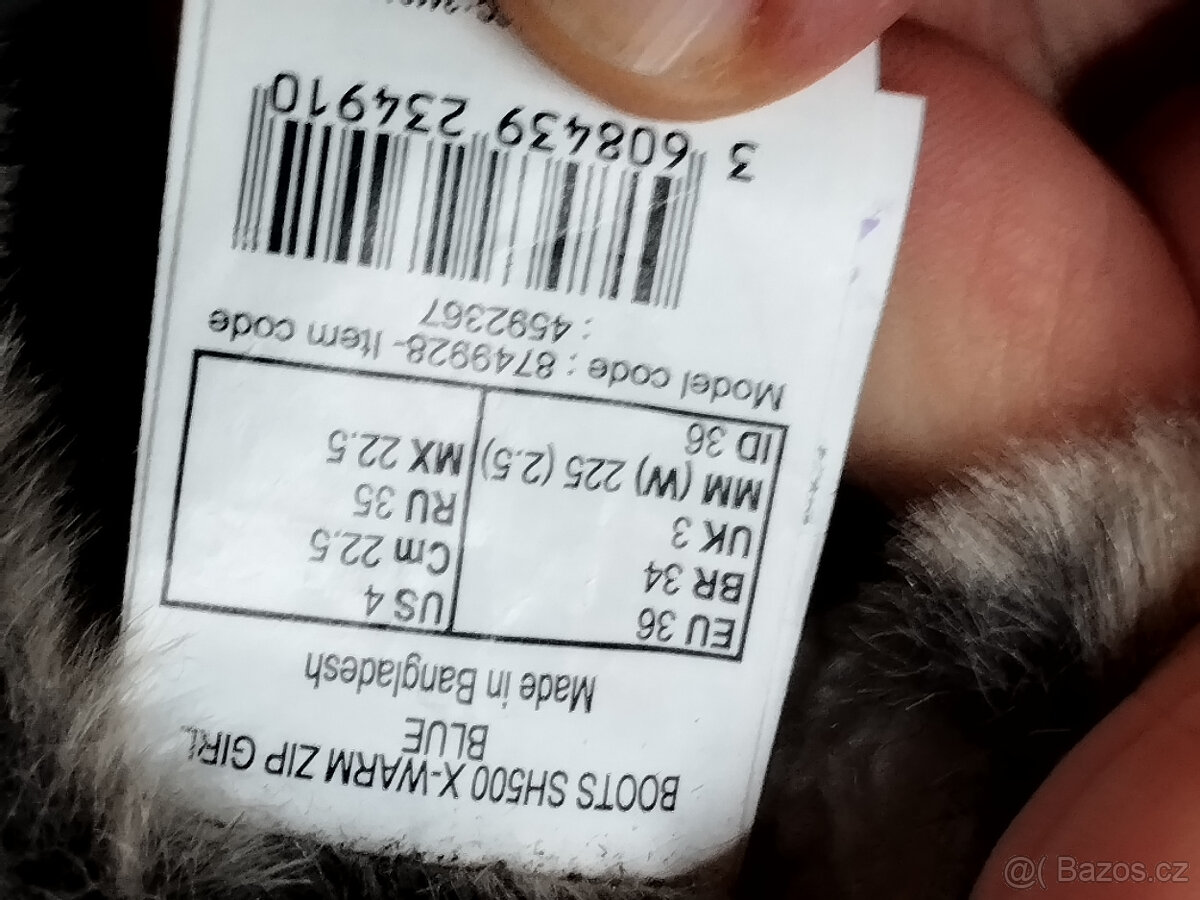 BOOTS SH500 X-WARM ZIP GIRL
BLUE
Made in Bangladesh
EU 36 US 4
BR 34 Cm 22.5
UK 3 RU 35
MM (W) 225 (2.5) MX 22.5
ID 36
Model code : 8749928- Item code
: 4592367
3 608439 234910
@( Bazos.cz